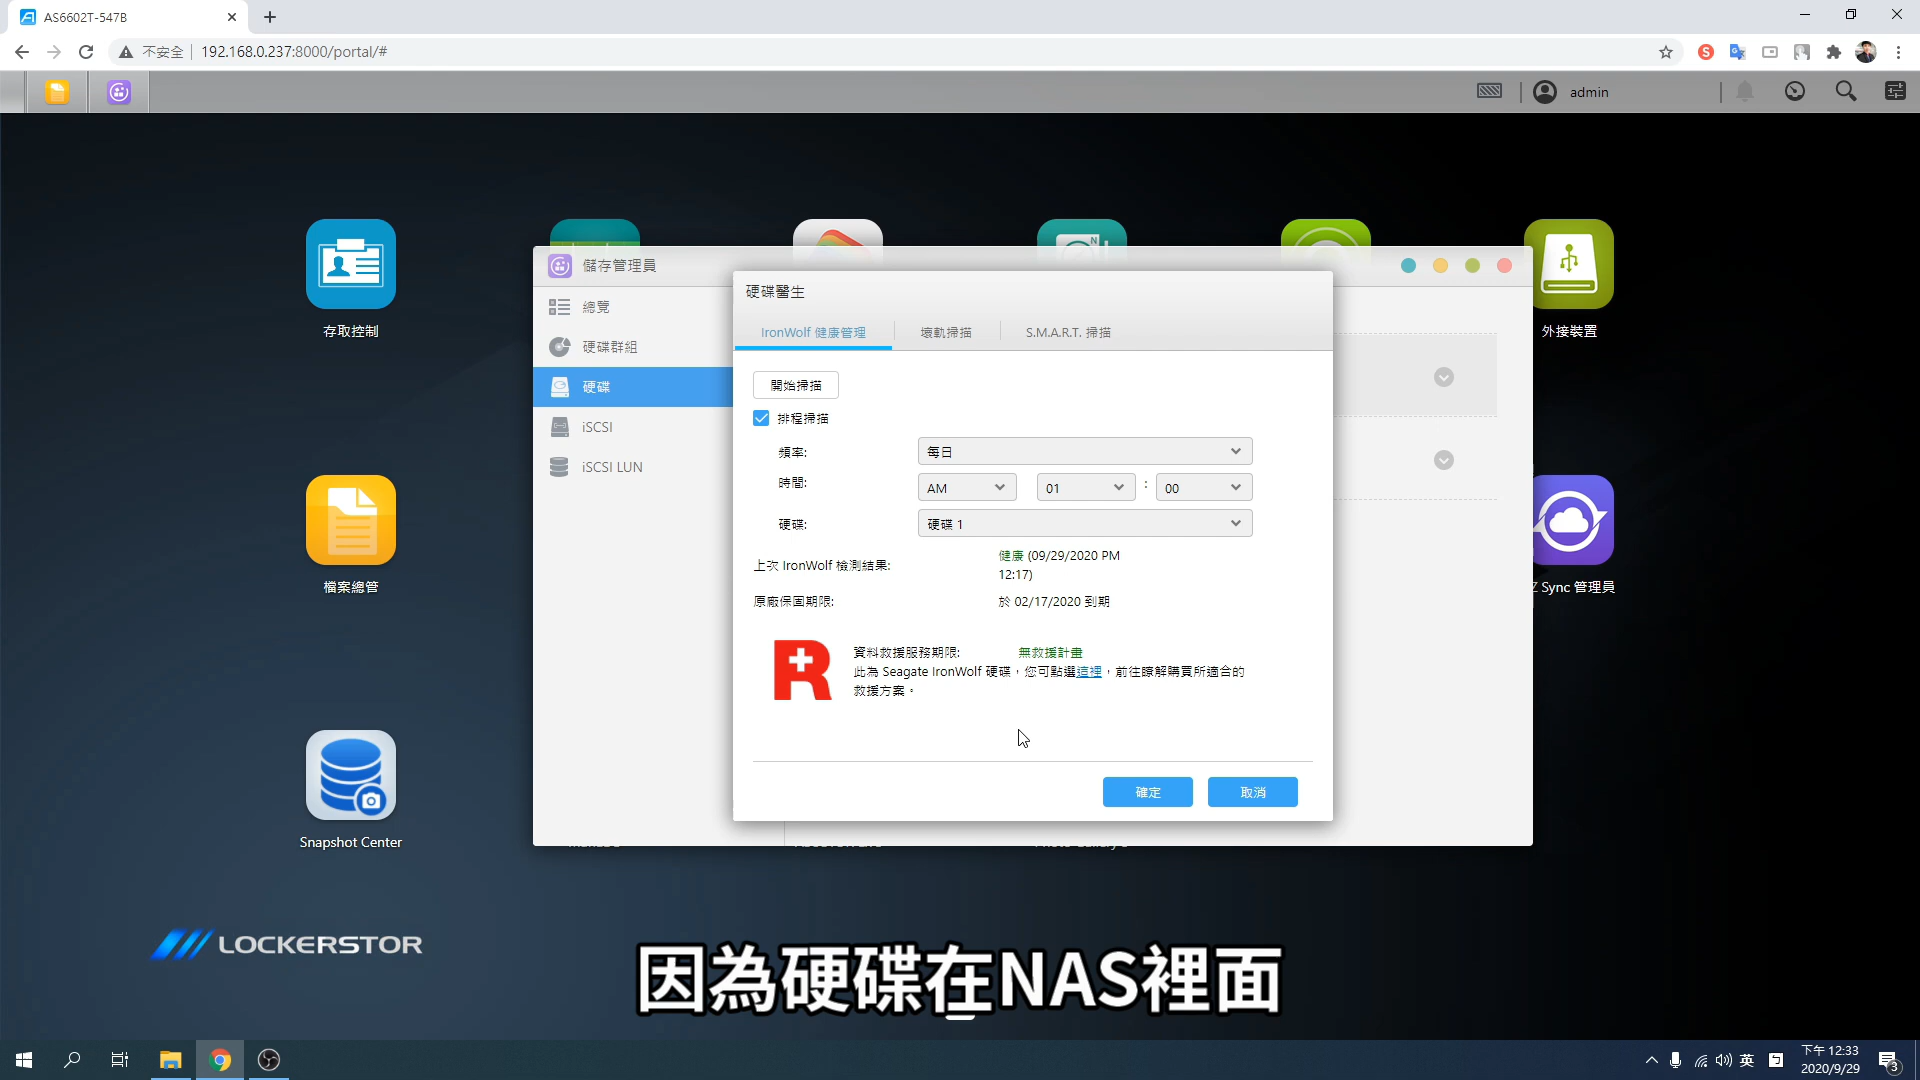 AS6602T-547B
不安全
192.168.0.237:8000/portal/#
admin
存取控制
外接裝置
檔案總管
Z Sync 管理員
Snapshot Center
儲存管理員
總覽
硬碟群組
硬碟
iSCSI
iSCSI LUN
硬碟醫生
IronWolf 健康管理
壞軌掃描
S.M.A.R.T. 掃描
開始掃描
排程掃描
頻率:
每日
時間:
AM
01
:
00
硬碟:
硬碟 1
上次 IronWolf 檢測結果:
健康 (09/29/2020 PM
12:17)
原廠保固期限:
於 02/17/2020 到期
資料救援服務期限:
無救援計畫
此為 Seagate IronWolf 硬碟，您可點選這裡，前往瞭解購買所適合的
救援方案。
確定
取消
LOCKERSTOR
因為硬碟在NAS裡面
英
下午 12:33
2020/9/29
3